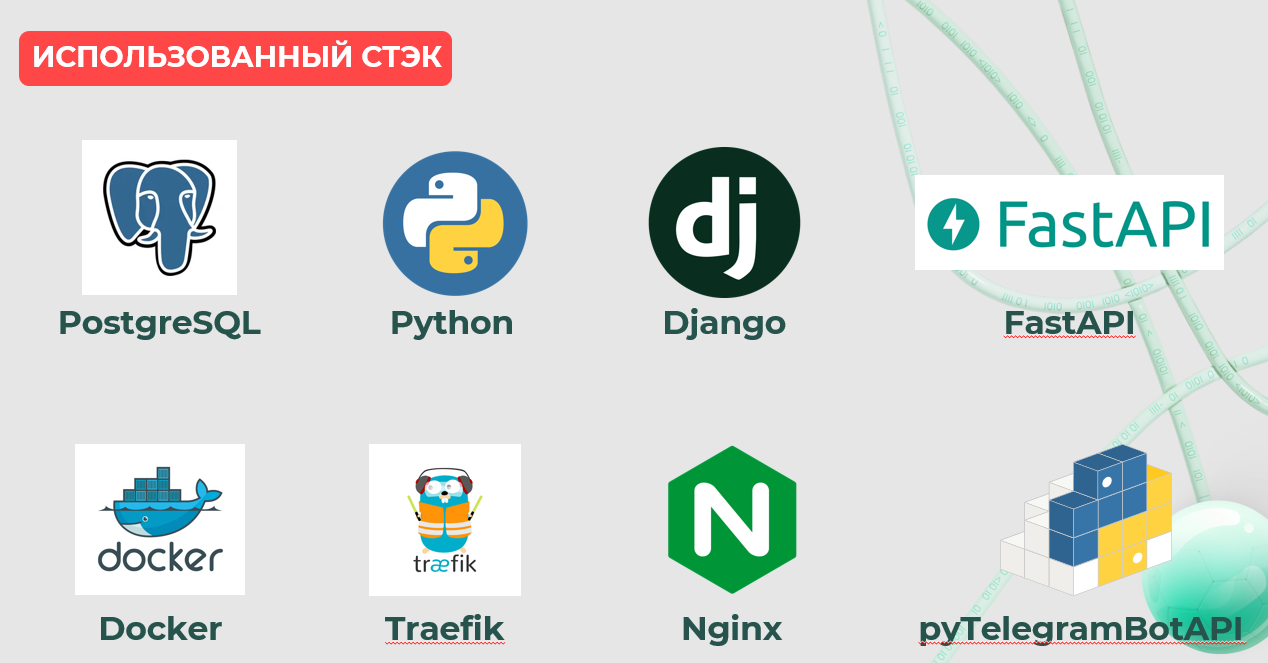 ИСПОЛЬЗОВАННЫЙ СТЭК
FastAPI
PostgreSQL
Python
Django
FastAPI
docker
træfik
Docker
Traefik
Nginx
pyTelegramBotAPI